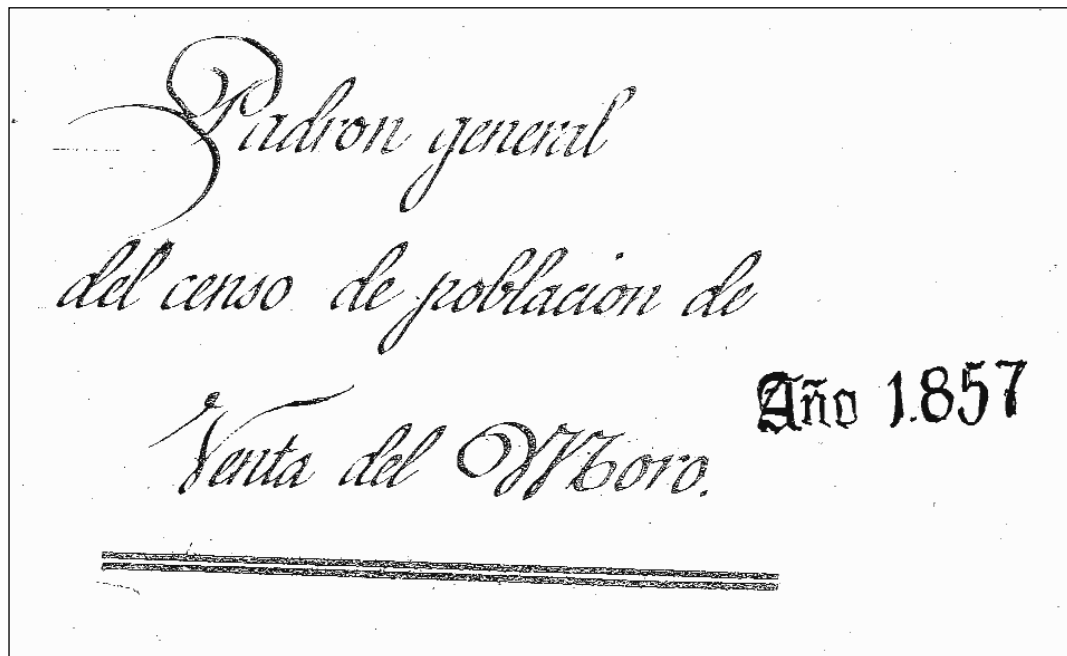 Padron general
del censo de poblacion de
Año 1.857
Venta del Moro.